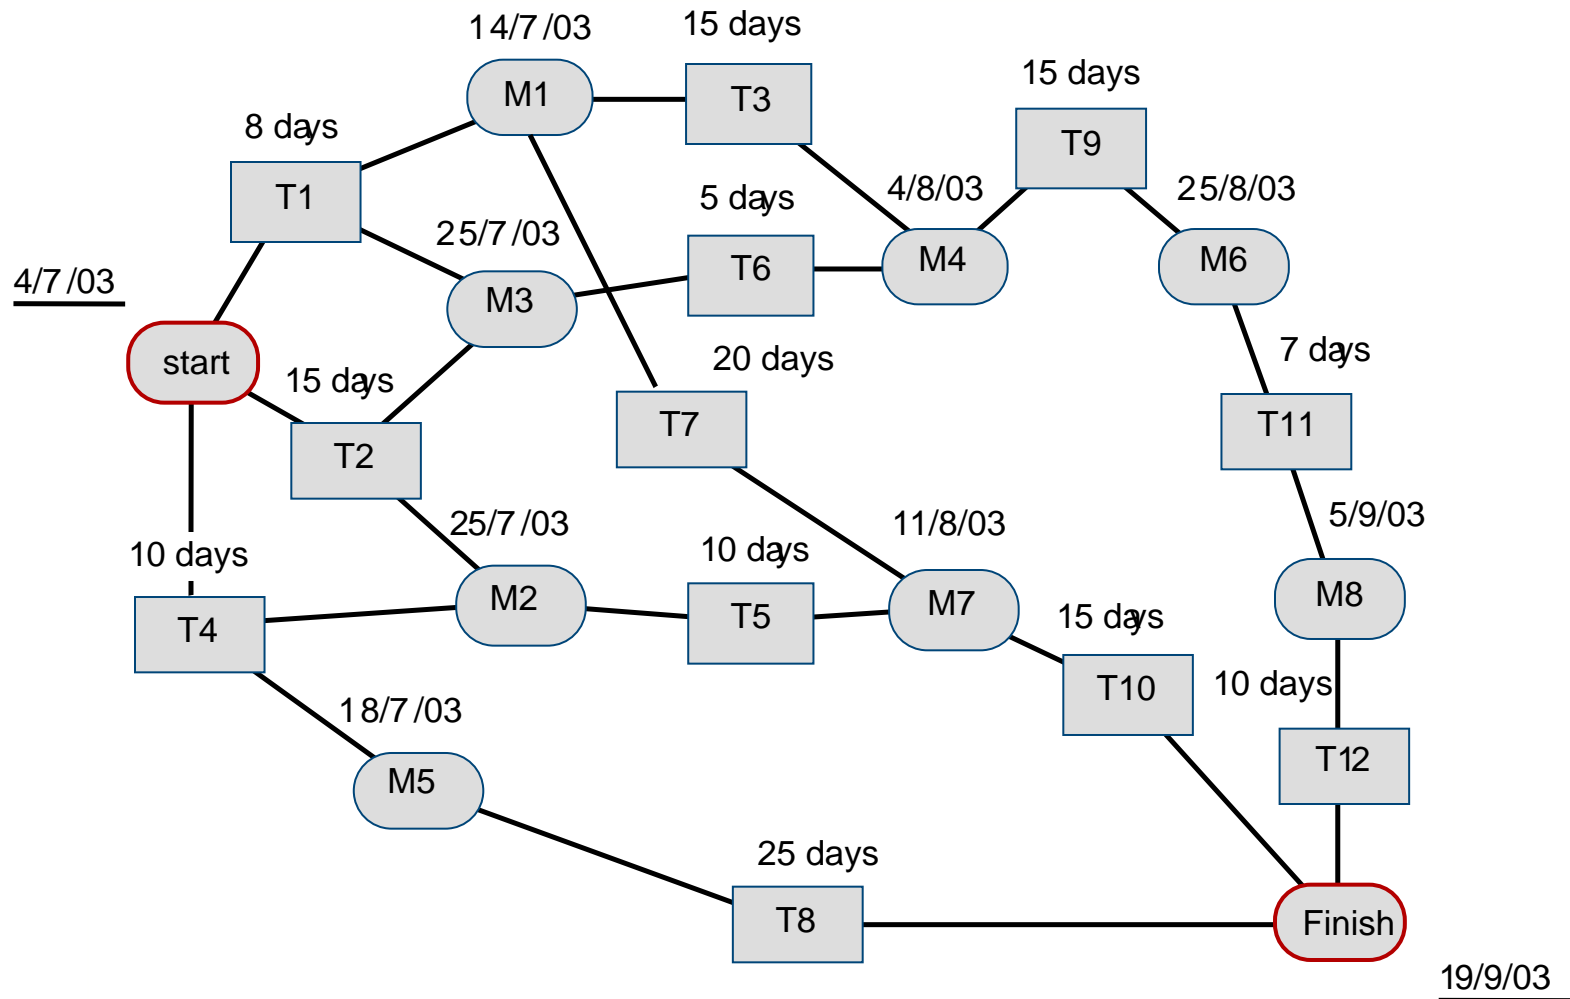 14/7/03
15 days
15 days
M1
T3
8 days
T9
T1
5 days
4/8/03
25/8/03
25/7/03
M4
M6
T6
4/7/03
M3
start
15 days
20 days
7 days
T7
T11
T2
25/7/03
11/8/03
5/9/03
10 days
10 days
M2
M7
M8
T4
T5
15 days
T10
10 days
18/7/03
M5
T12
25 days
T8
Finish
19/9/03